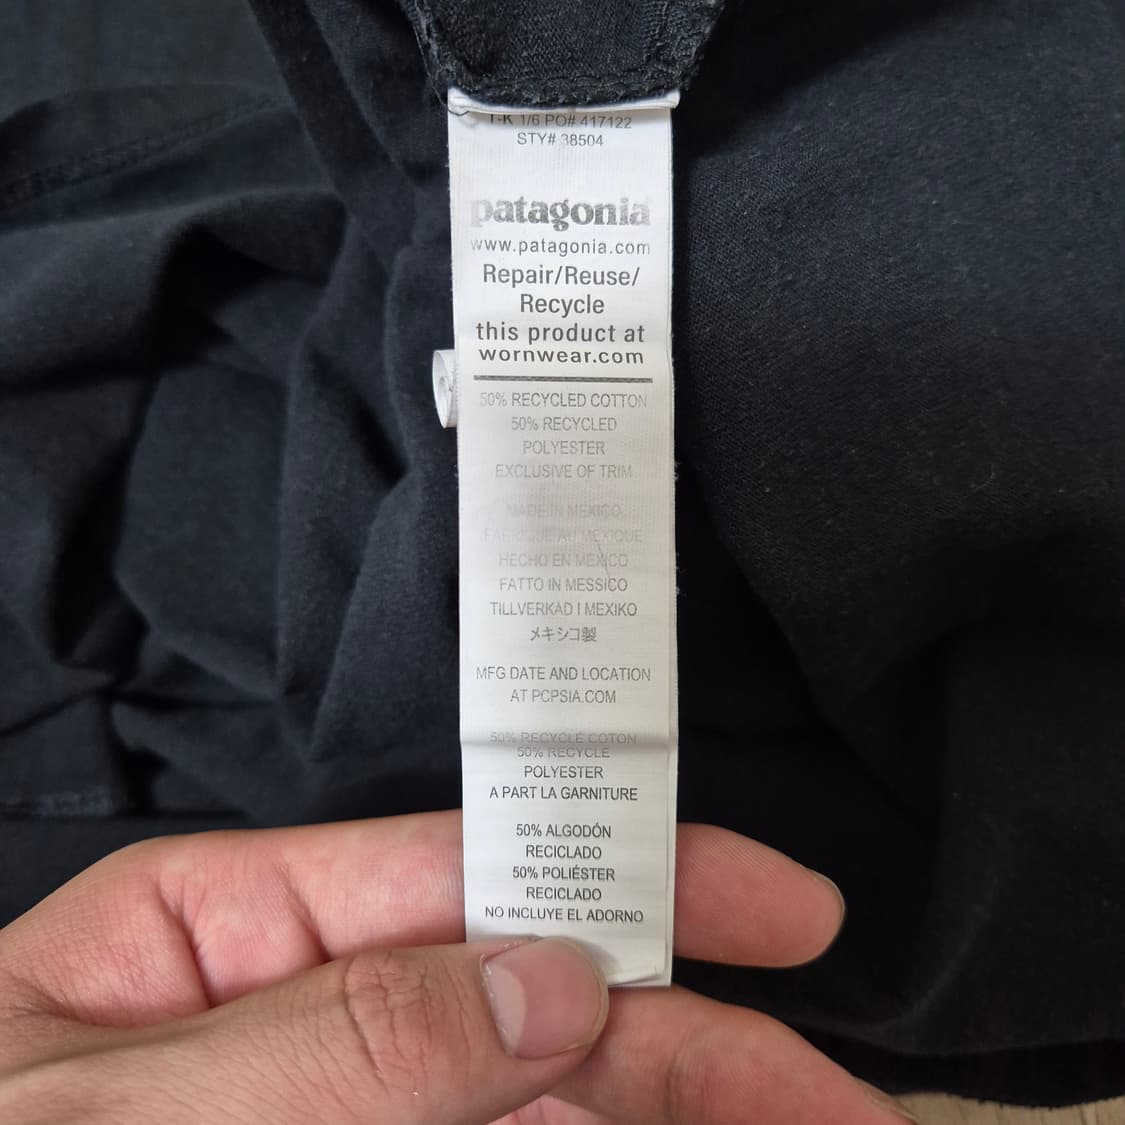 T-K 1/6 PO# 417122
STY# 38504
patagonia
www.patagonia.com
Repair/Reuse/
Recycle
this product at
wornwear.com
50% RECYCLED COTTON
50% RECYCLED
POLYESTER
EXCLUSIVE OF TRIM
MADE IN MEXICO
FABRIQUE AU MEXIQUE
HECHO EN MEXICO
FATTO IN MESSICO
TILLVERKAD I MEXIKO
メキシコ製
MFG DATE AND LOCATION
AT PCPSIA.COM
50% RECYCLE COTON
50% RECYCLE
POLYESTER
A PART LA GARNITURE
50% ALGODÓN
RECICLADO
50% POLIÉSTER
RECICLADO
NO INCLUYE EL ADORNO